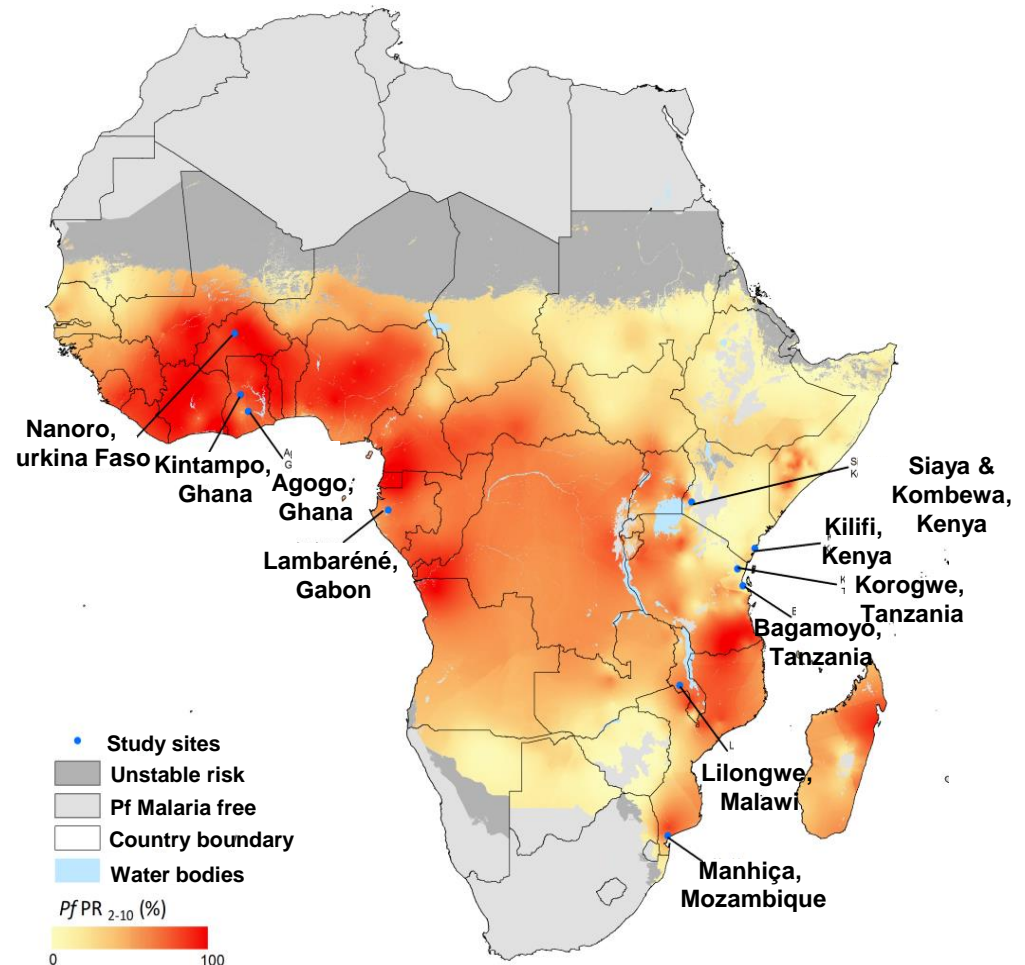 Nanoro,
urkina Faso
Kintampo,
Ghana
Agogo,
Ghana
Lambaréné,
Gabon
Siaya &
Kombewa,
Kenya
Kilifi,
Kenya
Korogwe,
Tanzania
Bagamoyo,
Tanzania
Lilongwe,
Malawi
Manhiça,
Mozambique
Study sites
Unstable risk
Pf Malaria free
Country boundary
Water bodies
Pf PR 2-10 (%)
0 100